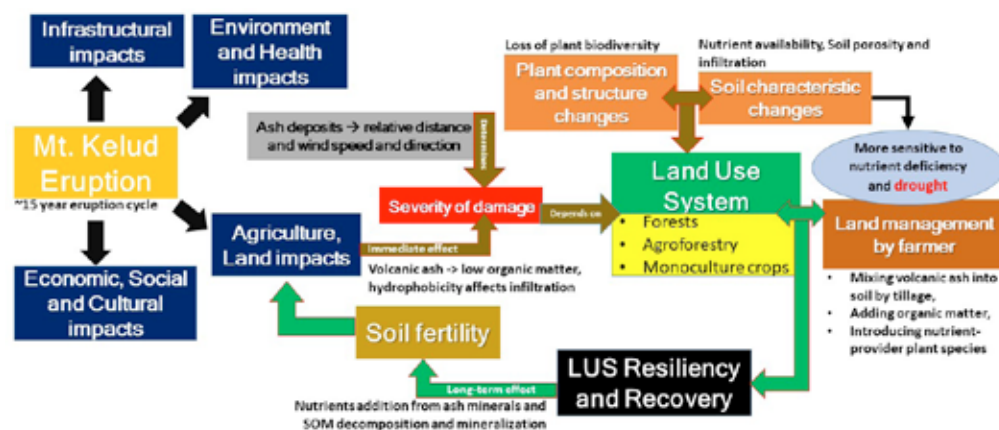 Infrastructural
impacts
Environment
and Health
impacts
Mt. Kelud
Eruption
~15 year eruption cycle
Economic, Social
and Cultural
impacts
Agriculture,
Land impacts
Ash deposits → relative distance
and wind speed and direction
Determines
Severity of damage
Immediate effect
Volcanic ash -> low organic matter,
hydrophobicity affects infiltration
Depends on
Loss of plant biodiversity
Plant composition
and structure
changes
Nutrient availability, Soil porosity and
infiltration
Soil characteristic
changes
More sensitive to
nutrient deficiency
and drought
Land Use
System
• Forests
• Agroforestry
• Monoculture crops
Land management
by farmer
• Mixing volcanic ash into
soil by tillage,
• Adding organic matter,
• Introducing nutrient-
provider plant species
LUS Resiliency
and Recovery
Long-term effect
Soil fertility
Nutrients addition from ash minerals and
SOM decomposition and mineralization